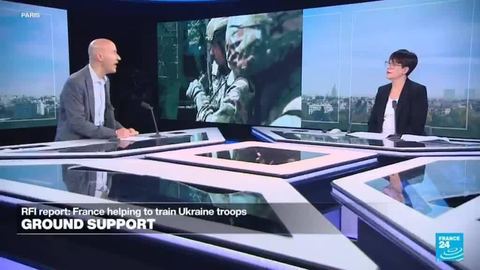 PARIS
RFI report: France helping to train Ukraine troops
GROUND SUPPORT
FRANCE
24